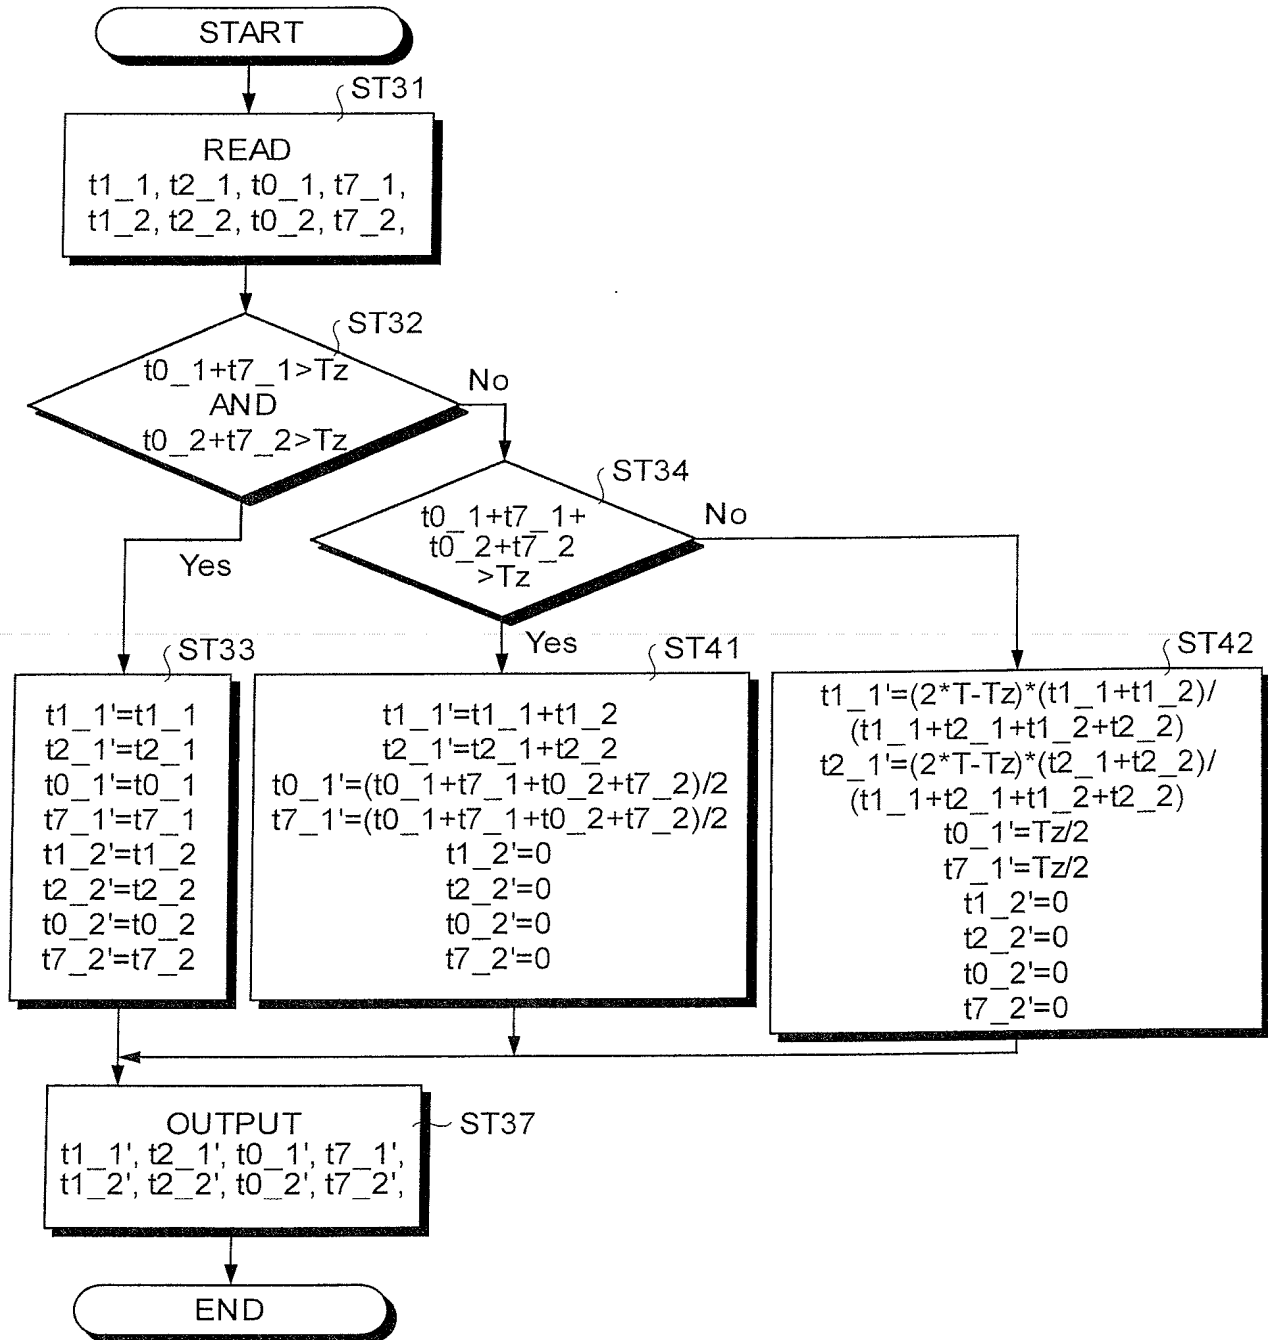 START
ST31
READ
t1_1, t2_1, t0_1, t7_1,
t1_2, t2_2, t0_2, t7_2,
ST32
t0_1+t7_1>Tz
AND
t0_2+t7_2>Tz
No
ST34
t0_1+t7_1+
t0_2+t7_2
>Tz
No
Yes
Yes
ST33
t1_1'=t1_1
t2_1'=t2_1
t0_1'=t0_1
t7_1'=t7_1
t1_2'=t1_2
t2_2'=t2_2
t0_2'=t0_2
t7_2'=t7_2
ST41
t1_1'=t1_1+t1_2
t2_1'=t2_1+t2_2
t0_1'=(t0_1+t7_1+t0_2+t7_2)/2
t7_1'=(t0_1+t7_1+t0_2+t7_2)/2
t1_2'=0
t2_2'=0
t0_2'=0
t7_2'=0
ST42
t1_1'=(2*T-Tz)*(t1_1+t1_2)/
(t1_1+t2_1+t1_2+t2_2)
t2_1'=(2*T-Tz)*(t2_1+t2_2)/
(t1_1+t2_1+t1_2+t2_2)
t0_1'=Tz/2
t7_1'=Tz/2
t1_2'=0
t2_2'=0
t0_2'=0
t7_2'=0
OUTPUT
t1_1', t2_1', t0_1', t7_1',
t1_2', t2_2', t0_2', t7_2',
ST37
END